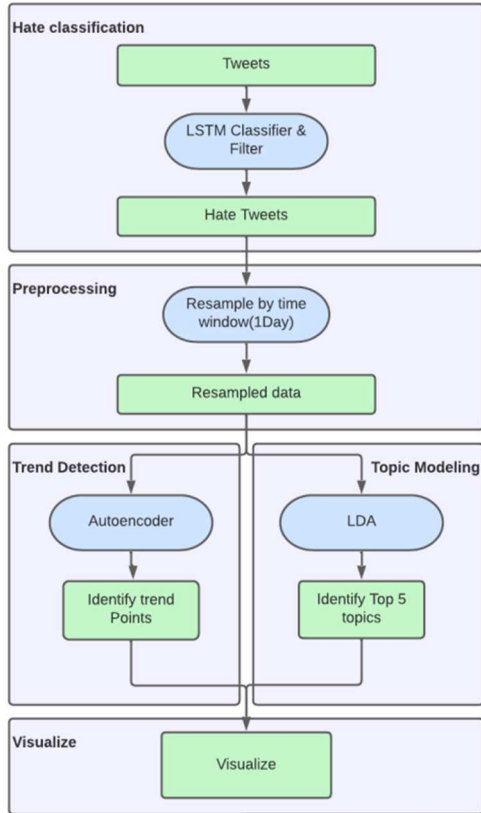 Hate classification
Tweets
LSTM Classifier &
Filter
Hate Tweets
Preprocessing
Resample by time
window(1Day)
Resampled data
Trend Detection
Topic Modeling
Autoencoder
LDA
Identify trend
Points
Identify Top 5
topics
Visualize
Visualize